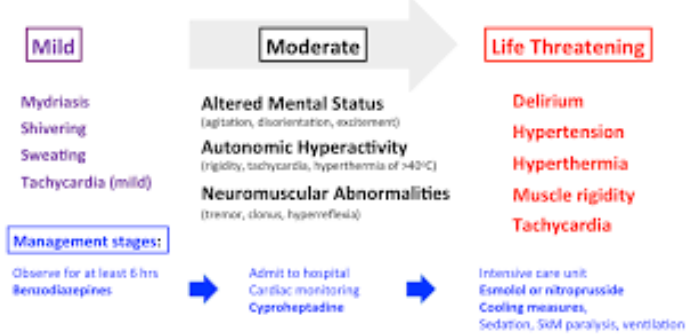 Mild
Moderate
Life Threatening
Mydriasis
Shivering
Sweating
Tachycardia (mild)
Altered Mental Status
(agitation, disorientation, excitement)
Autonomic Hyperactivity
(rigidity, tachycardia, hyperthermia of >40°C)
Neuromuscular Abnormalities
(tremor, clonus, hyperreflexia)
Delirium
Hypertension
Hyperthermia
Muscle rigidity
Tachycardia
Management stages:
Observe for at least 6 hrs
Benzodiazepines
Admit to hospital
Cardiac monitoring
Cyproheptadine
Intensive care unit
Esmolol or nitroprusside
Cooling measures,
Sedation, SkM paralysis, ventilation